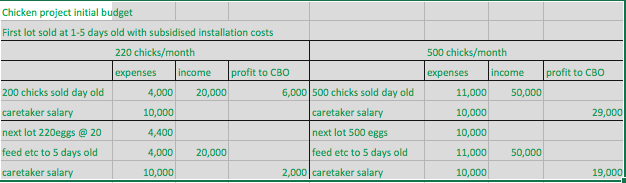 Chicken project initial budget
First lot sold at 1-5 days old with subsidised installation costs
220 chicks/month 500 chicks/month
expenses income profit to CBO expenses income profit to CBO
200 chicks sold day old 4,000 20,000 6,000 500 chicks sold day old 11,000 50,000
caretaker salary 10,000 caretaker salary 10,000 29,000
next lot 220eggs @ 20 4,400 next lot 500 eggs 10,000
feed etc to 5 days old 4,000 20,000 feed etc to 5 days old 11,000 50,000
caretaker salary 10,000 2,000 caretaker salary 10,000 19,000